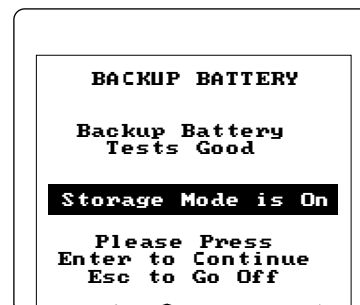 BACKUP BATTERY
Backup Battery
Tests Good
Storage Mode is On
Please Press
Enter to Continue
Esc to Go Off